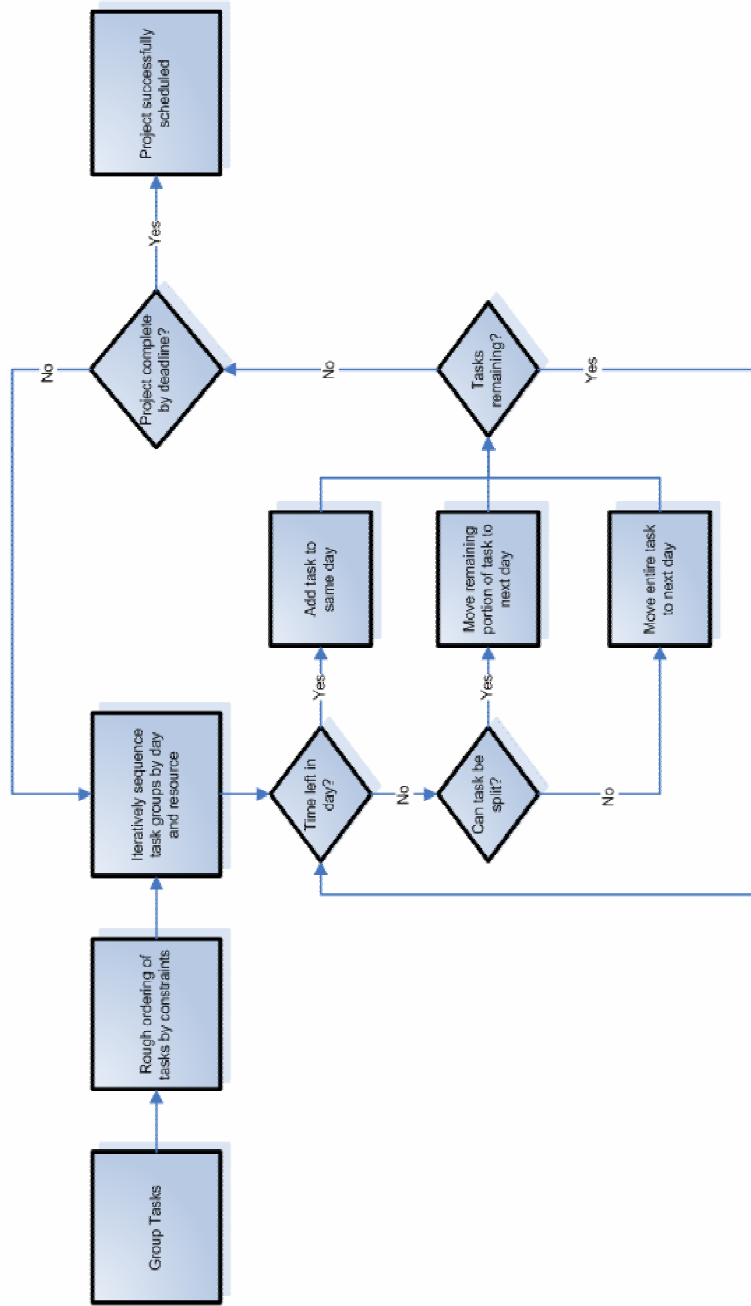 Group Tasks
Rough ordering of
tasks by constraints
Iteratively sequence
task groups by day
and resource
No
Project complete
by deadline?
Yes
Project successfully
scheduled
Time left in
day?
Yes
Add task to
same day
No
No
Can task be
split?
Yes
Move remaining
portion of task to
next day
Tasks
remaining?
No
Move entire task
to next day
Yes